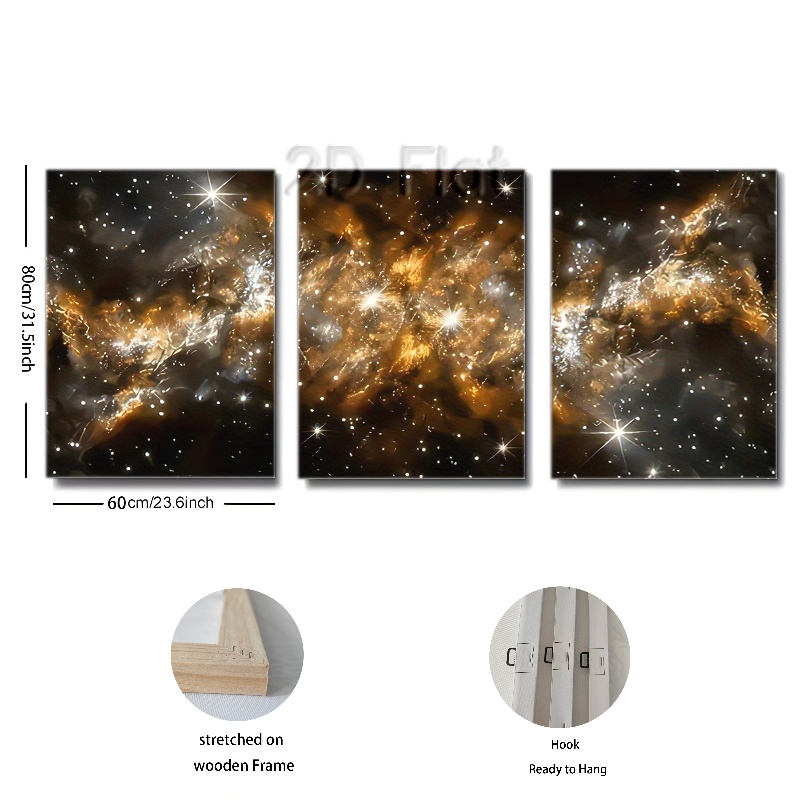 2D Flat
80cm/31.5inch
60cm/23.6inch
stretched on
wooden Frame
Hook
Ready to Hang